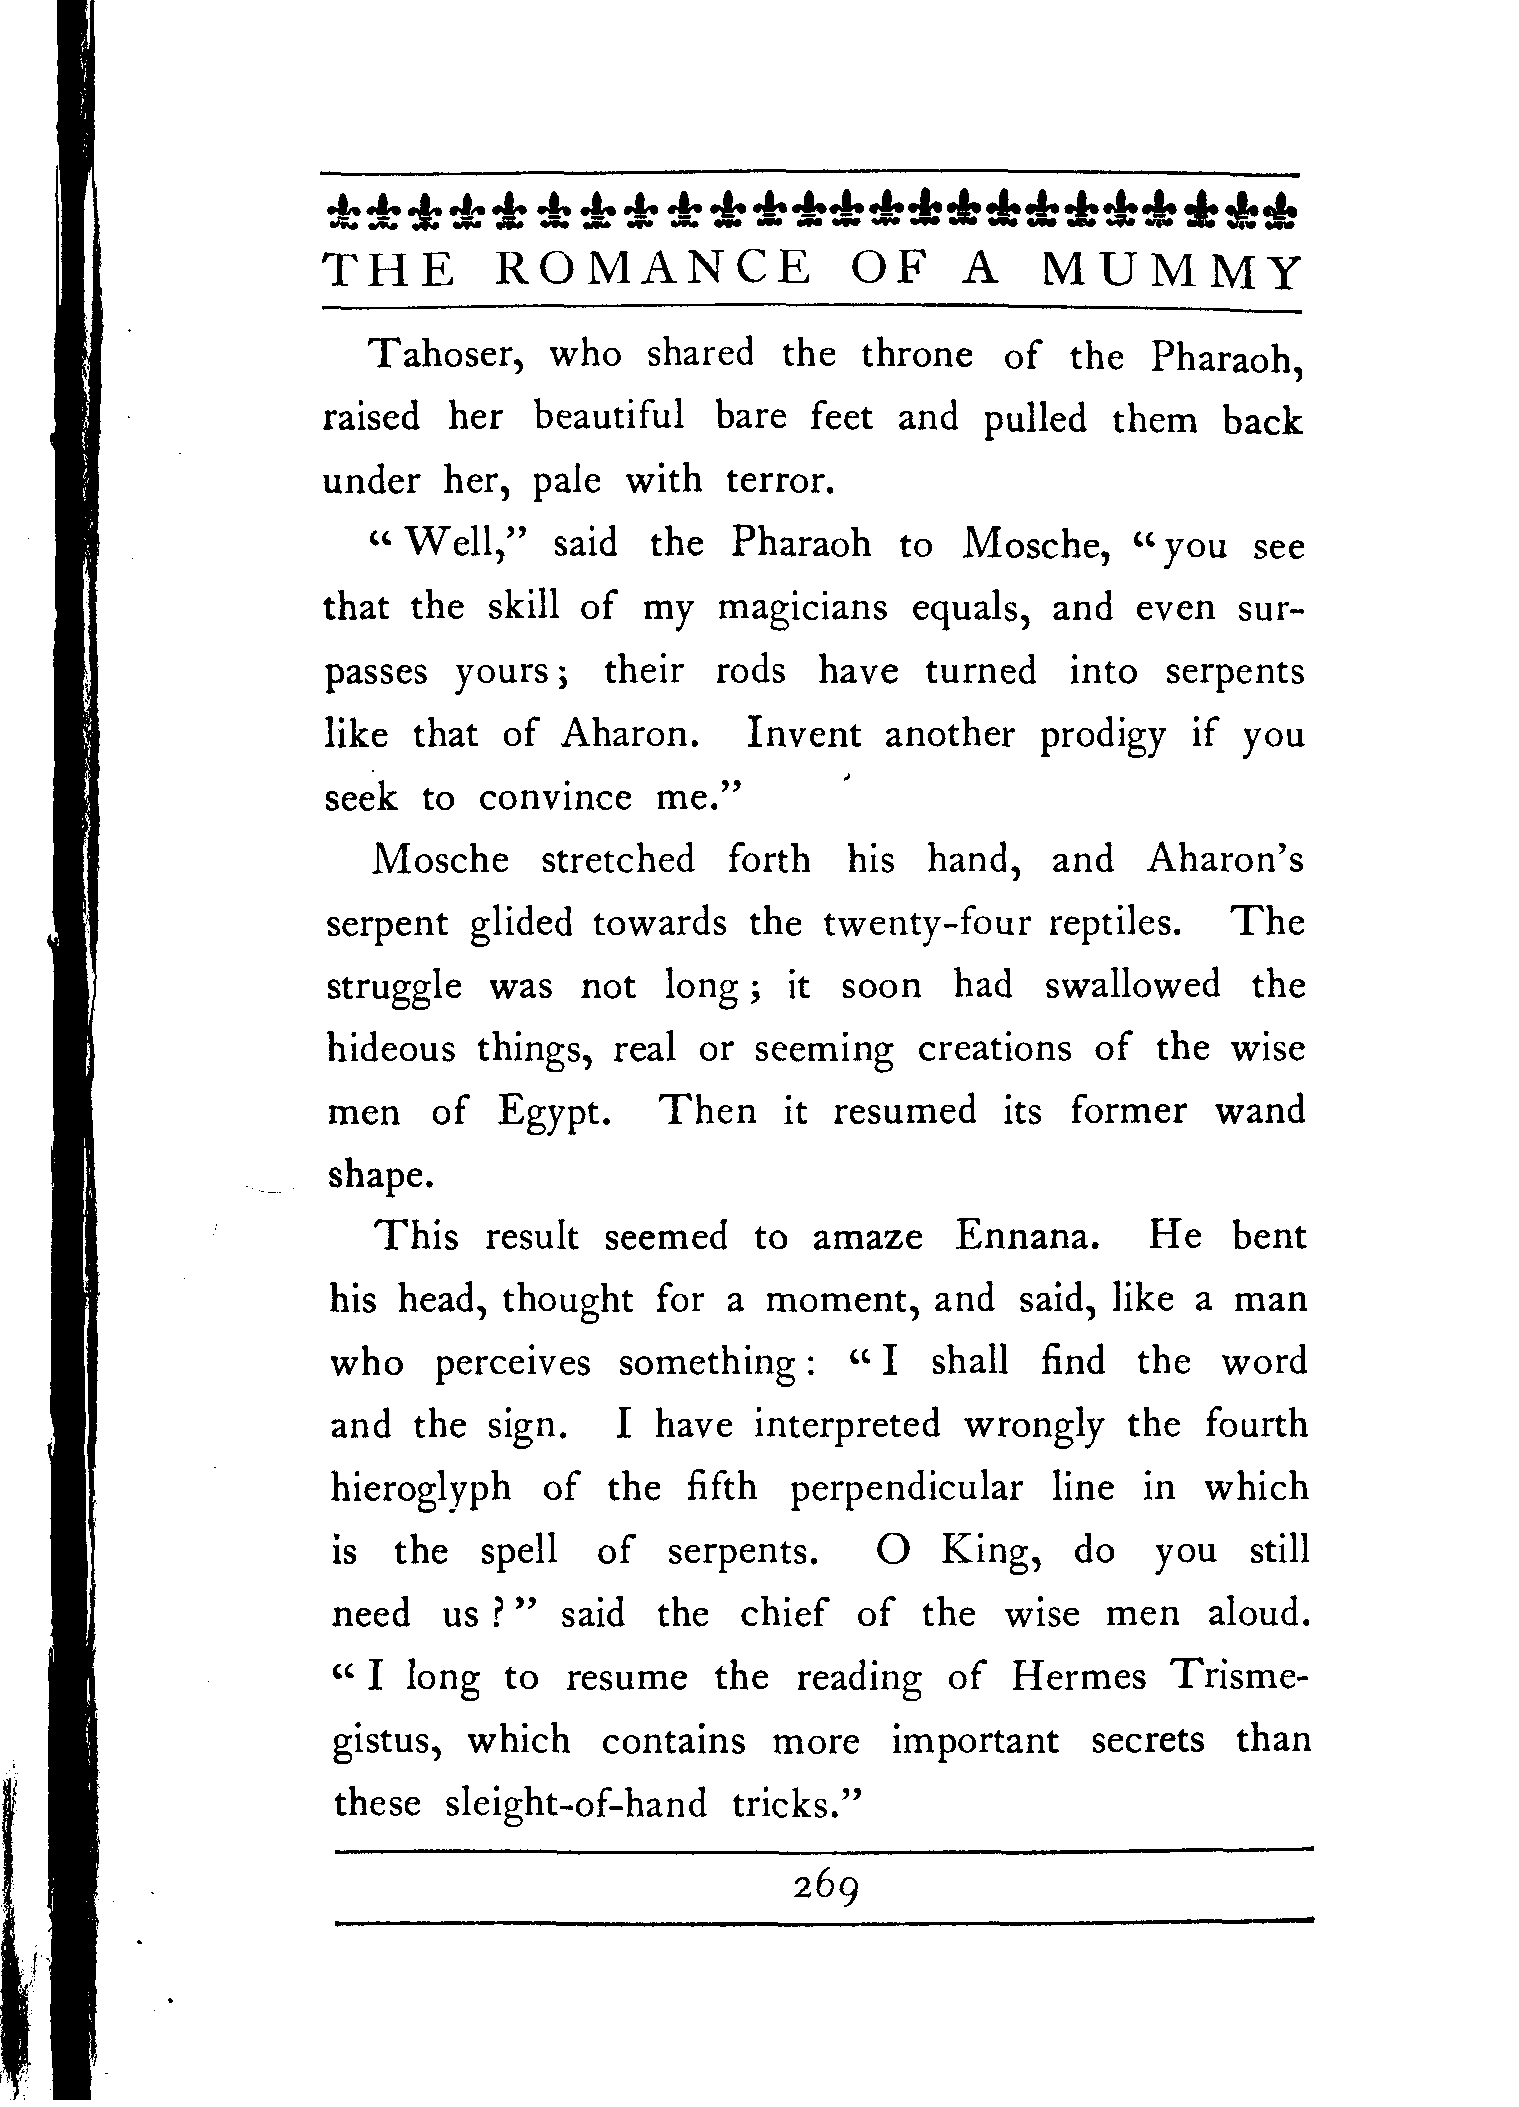 THE ROMANCE OF A MUMMY
Tahoser, who shared the throne of the Pharaoh,
raised her beautiful bare feet and pulled them back
under her, pale with terror.
“Well,” said the Pharaoh to Mosche, “you see
that the skill of my magicians equals, and even sur-
passes yours; their rods have turned into serpents
like that of Aharon. Invent another prodigy if you
seek to convince me.”
Mosche stretched forth his hand, and Aharon’s
serpent glided towards the twenty-four reptiles. The
struggle was not long; it soon had swallowed the
hideous things, real or seeming creations of the wise
men of Egypt. Then it resumed its former wand
shape.
This result seemed to amaze Ennana. He bent
his head, thought for a moment, and said, like a man
who perceives something: “I shall find the word
and the sign. I have interpreted wrongly the fourth
hieroglyph of the fifth perpendicular line in which
is the spell of serpents. O King, do you still
need us?” said the chief of the wise men aloud.
“I long to resume the reading of Hermes Trisme-
gistus, which contains more important secrets than
these sleight-of-hand tricks.”
269